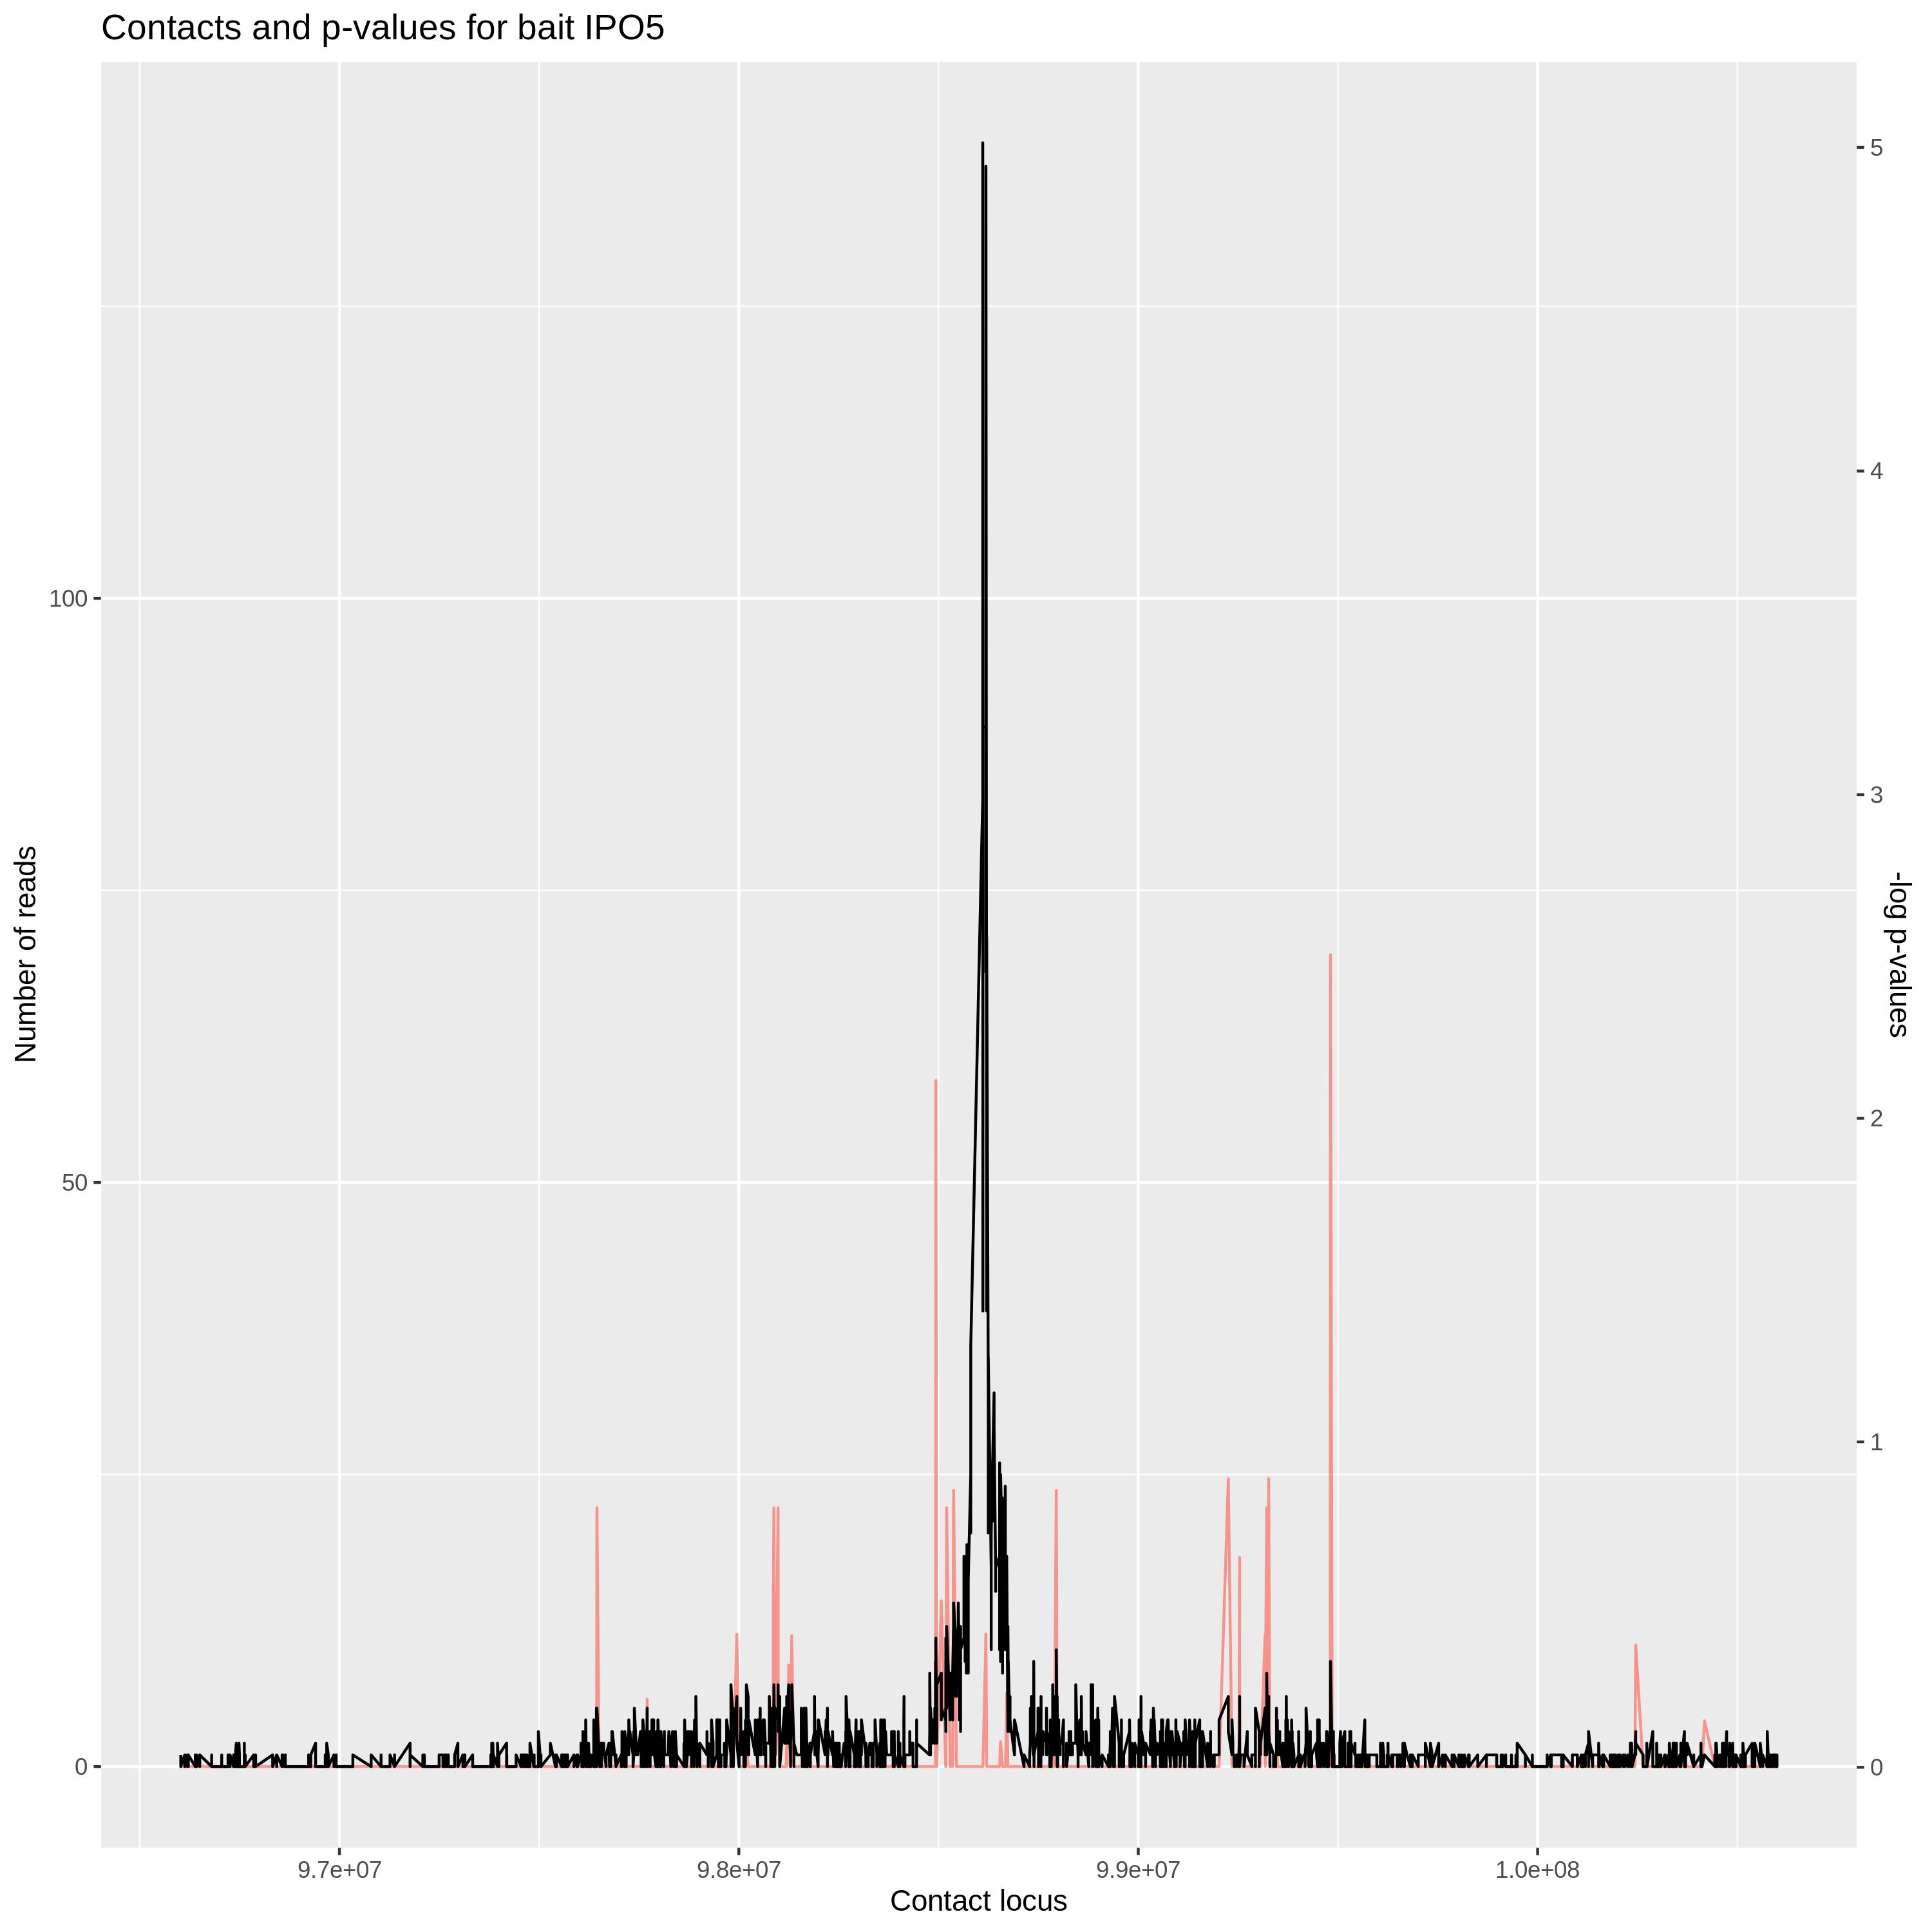 Contacts and p-values for bait IPO5
Number of reads
100
50
0
5
4
3
2
1
0
-log p-values
9.7e+07
9.8e+07
9.9e+07
1.0e+08
Contact locus